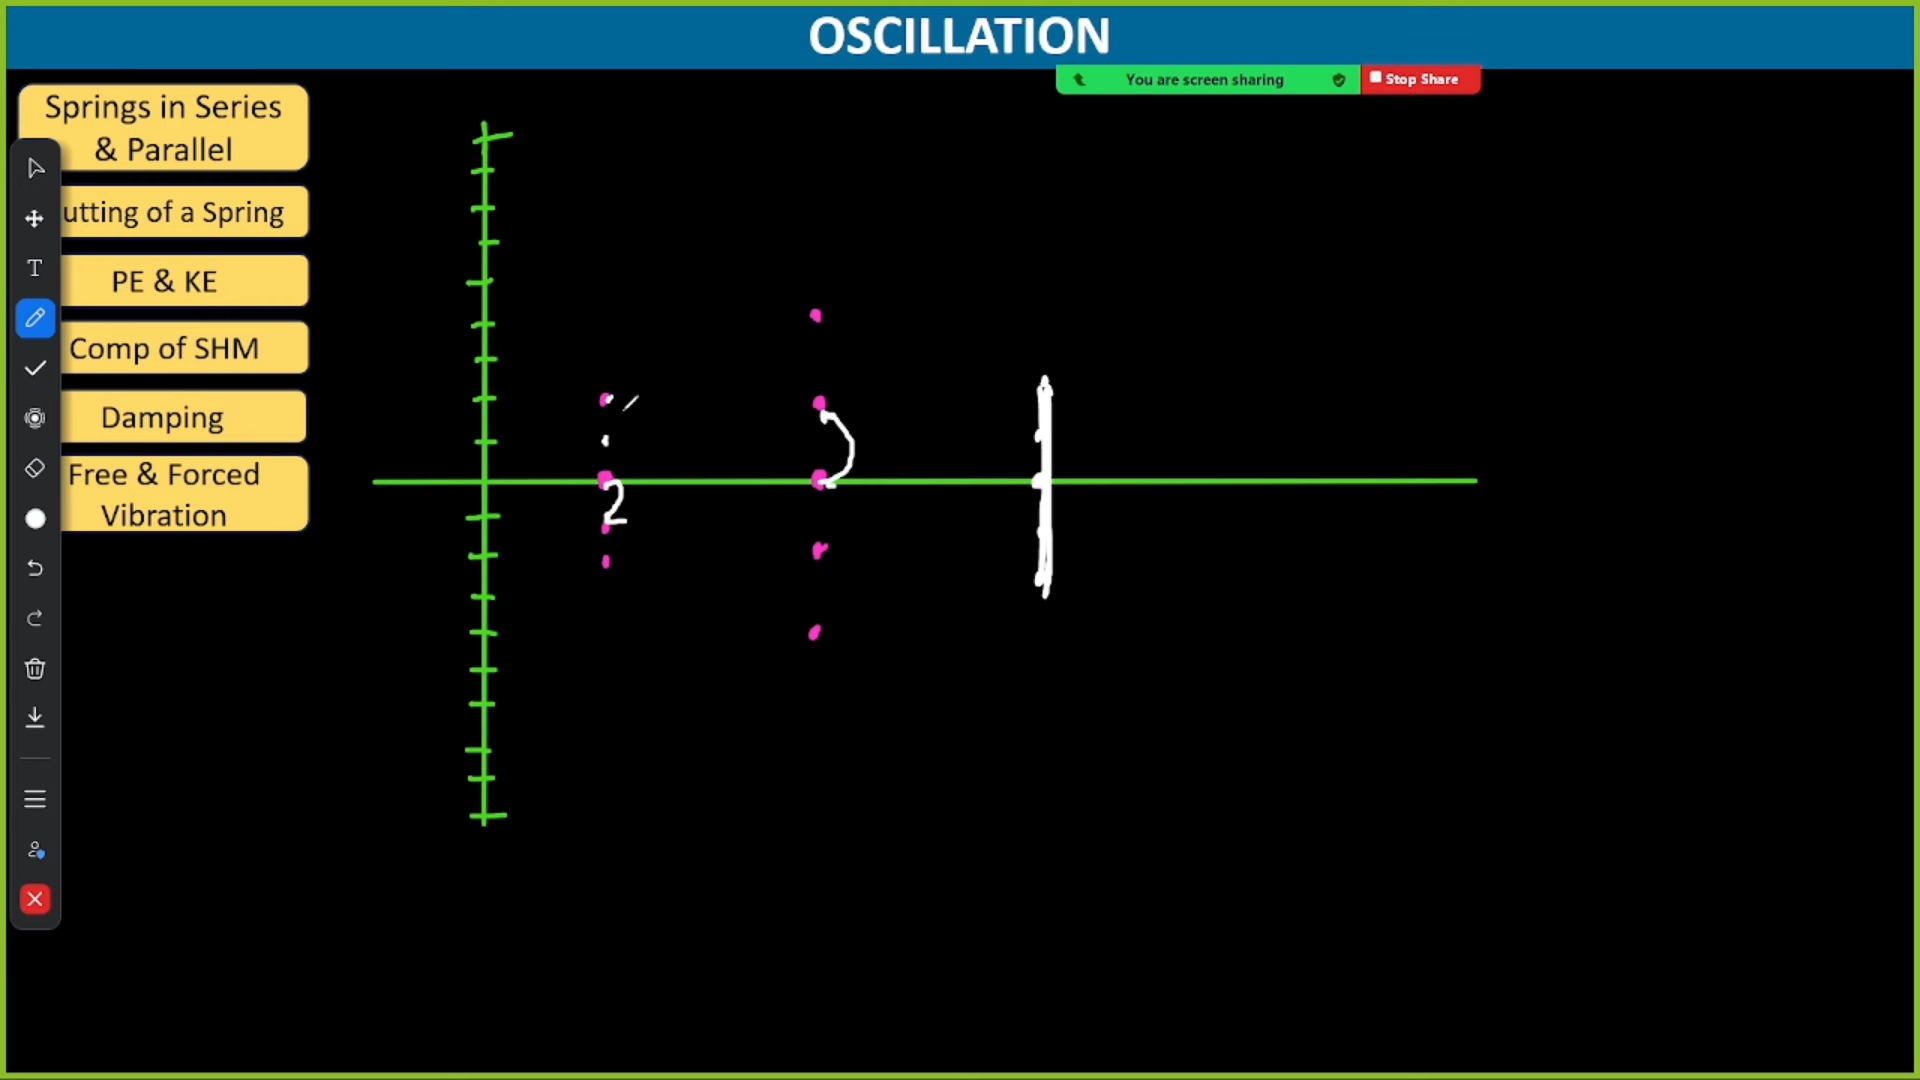 OSCILLATION
You are screen sharing
Stop Share
Springs in Series
& Parallel
utting of a Spring
PE & KE
Comp of SHM
Damping
Free & Forced
Vibration
T
2